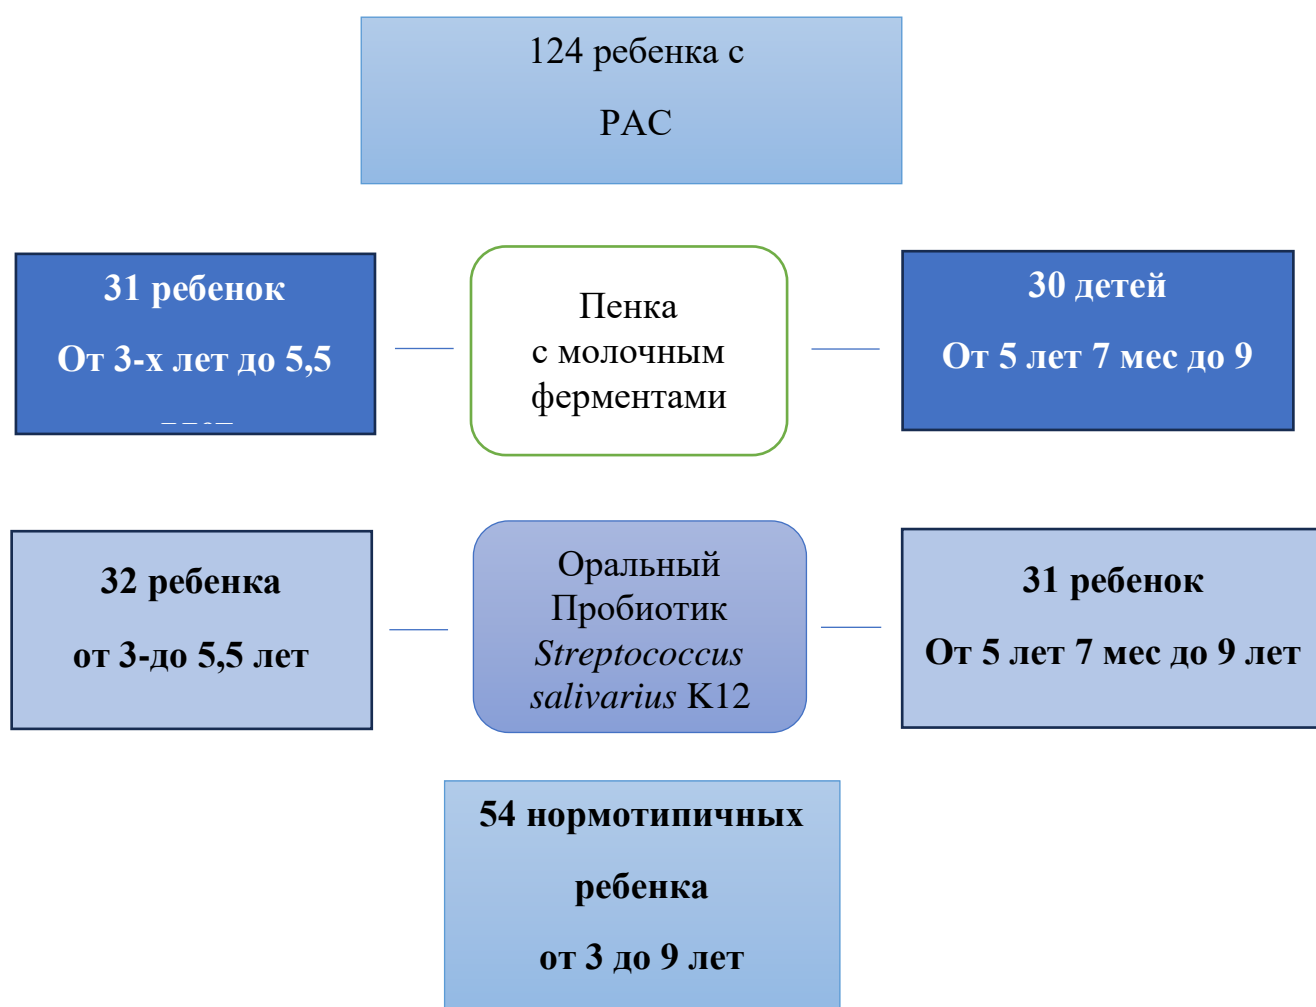 124 ребенка с
РАС
31 ребенок
От 3-х лет до 5,5
Пенка
с молочным
ферментами
30 детей
От 5 лет 7 мес до 9
32 ребенка
от 3-до 5,5 лет
Оральный
Пробиотик
Streptococcus
salivarius К12
31 ребенок
От 5 лет 7 мес до 9 лет
54 нормотипичных
ребенка
от 3 до 9 лет